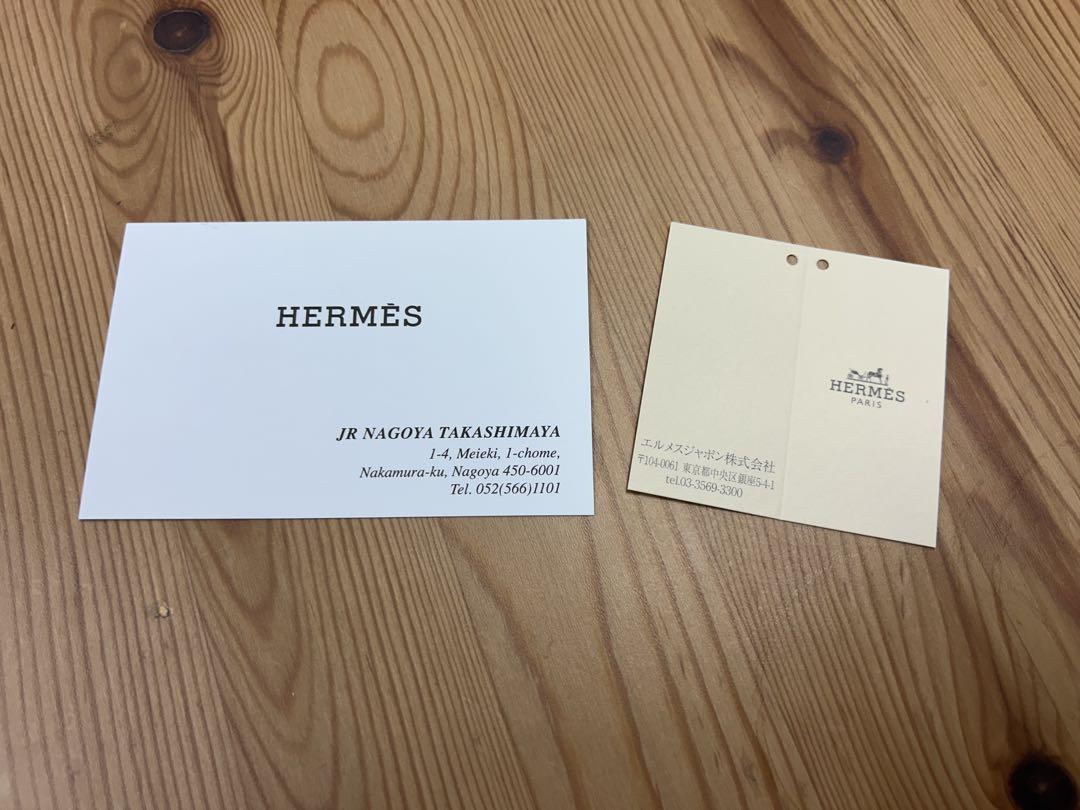 HERMÈS
JR NAGOYA TAKASHIMAYA
1-4, Meieki, 1-chome,
Nakamura-ku, Nagoya 450-6001
Tel. 052(566)1101
HERMÈS
PARIS
エルメスジャポン株式会社
〒104-0061 東京都中央区銀座5-4-1
tel.03-3569-3300